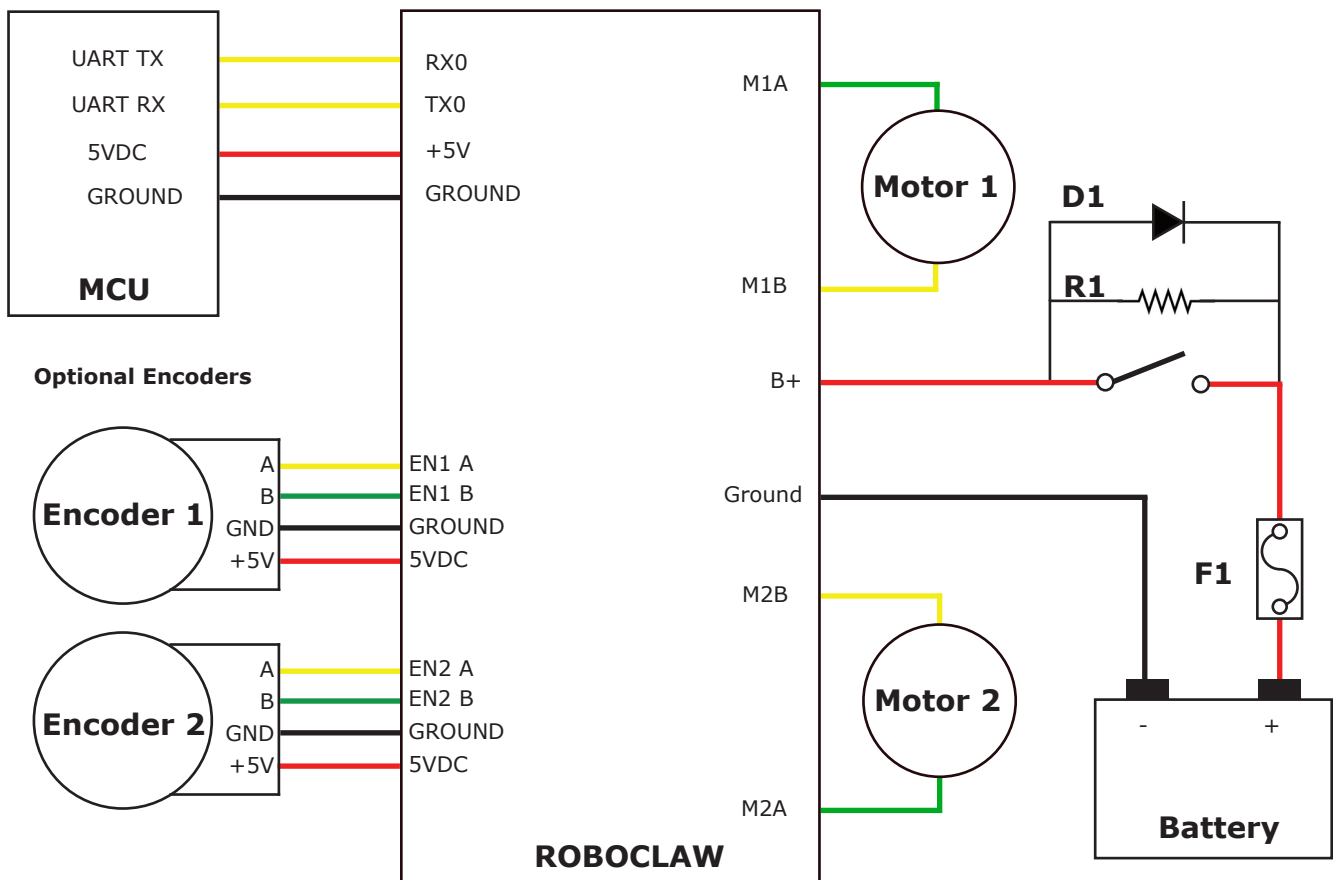 UART TX
UART RX
5VDC
GROUND
MCU
RX0
TX0
+5V
GROUND
Optional Encoders
A
B
GND
+5V
Encoder 1
EN1 A
EN1 B
GROUND
5VDC
A
B
GND
+5V
Encoder 2
EN2 A
EN2 B
GROUND
5VDC
ROBOCLAW
M1A
M1B
B+
Ground
M2B
M2A
Motor 1
Motor 2
D1
R1
F1
- +
Battery